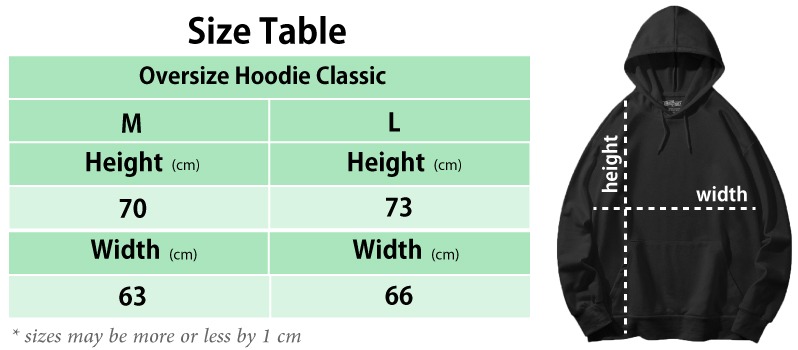 Size Table
Oversize Hoodie Classic
M L
Height (cm) Height (cm)
70 73
Width (cm) Width (cm)
63 66
* sizes may be more or less by 1 cm
height
width